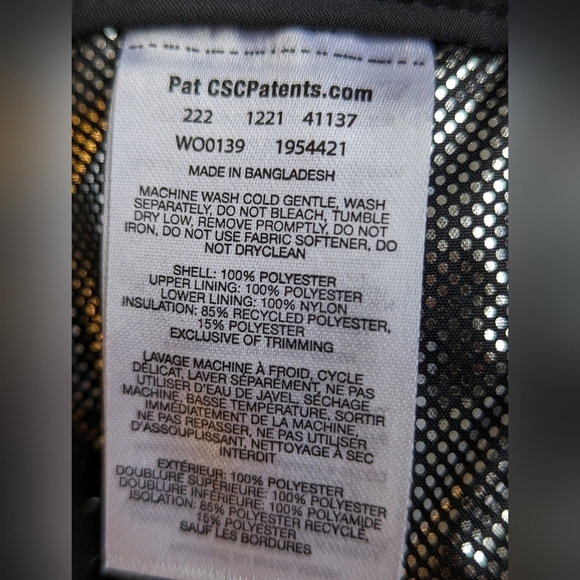 Pat CSCPatents.com
222 1221 41137
WO0139 1954421
MADE IN BANGLADESH
MACHINE WASH COLD GENTLE, WASH
SEPARATELY, DO NOT BLEACH, TUMBLE
DRY LOW, REMOVE PROMPTLY, DO NOT
IRON, DO NOT USE FABRIC SOFTENER, DO
NOT DRYCLEAN
SHELL: 100% POLYESTER
UPPER LINING: 100% POLYESTER
LOWER LINING: 100% NYLON
INSULATION: 85% RECYCLED POLYESTER,
15% POLYESTER
EXCLUSIVE OF TRIMMING
LAVAGE MACHINE À FROID, CYCLE
DÉLICAT, LAVER SÉPARÉMENT, NE PAS
UTILISER D'EAU DE JAVEL, SÉCHAGE
MACHINE, BASSE TEMPÉRATURE, SORTIR
IMMÉDIATEMENT DE LA MACHINE,
NE PAS REPASSER, NE PAS UTILISER
D'ASSOUPLISSANT, NETTOYAGE À SEC
INTERDIT
EXTÉRIEUR: 100% POLYESTER
DOUBLURE SUPÉRIEURE: 100% POLYESTER
DOUBLURE INFÉRIEURE: 100% POLYAMIDE
ISOLATION: 85% POLYESTER RECYCLÉ,
15% POLYESTER
SAUF LES BORDURES